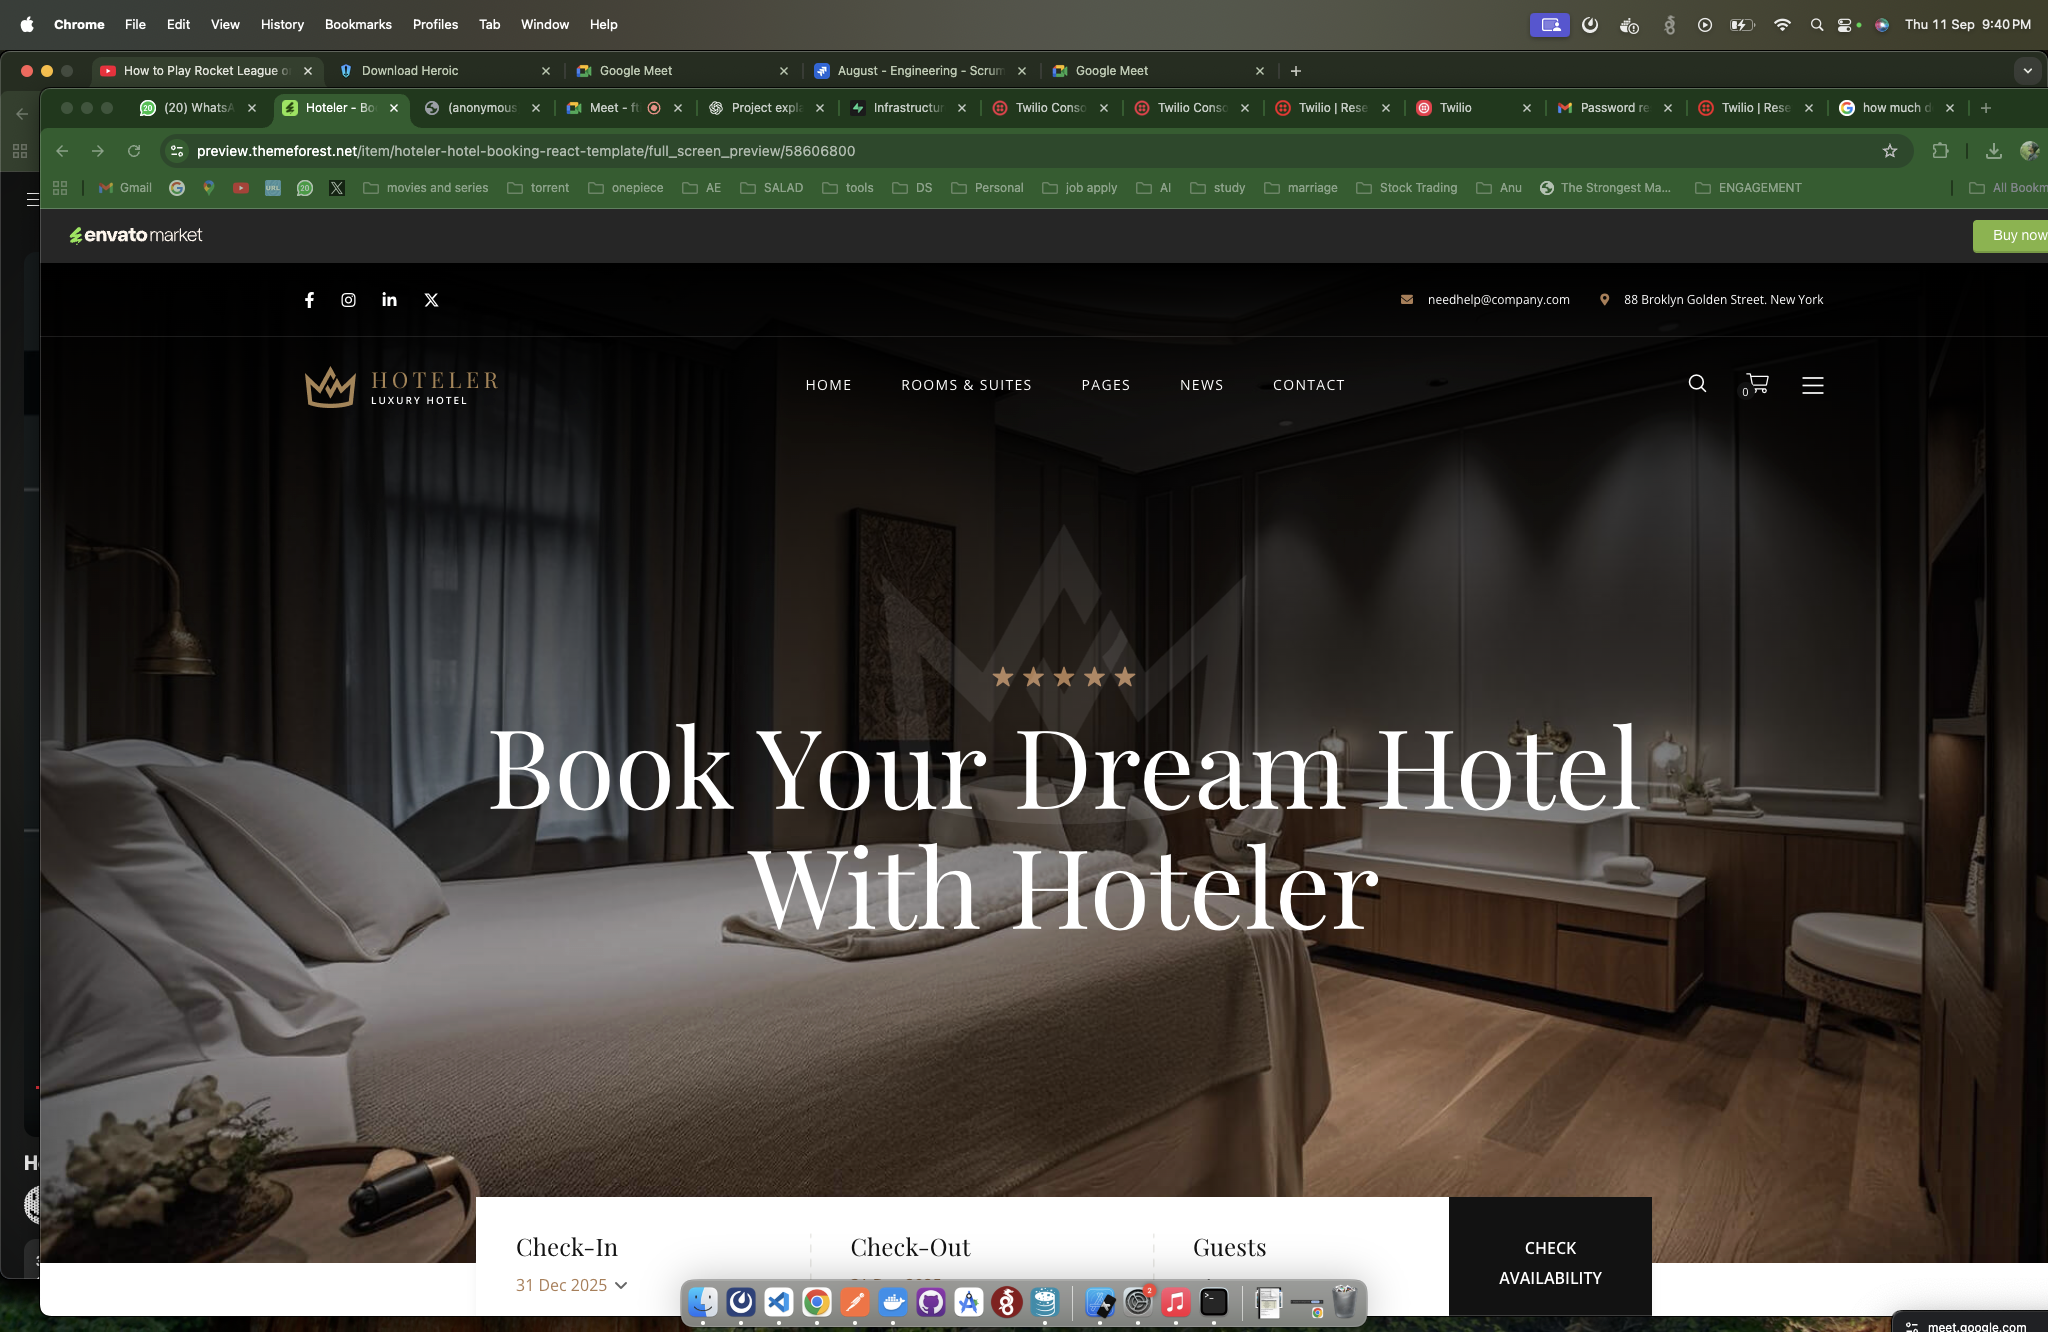 Chrome File Edit View History Bookmarks Profiles Tab Window Help Thu 11 Sep 9:40 PM
How to Play Rocket League o Download Heroic Google Meet August - Engineering - Scrum Google Meet
(20) WhatsA Hoteler - Bo (anonymous Meet - ft Project expla Infrastructur Twilio Conso Twilio Conso Twilio | Rese Twilio Password re Twilio | Rese how much d
preview.themeforest.net/item/hoteler-hotel-booking-react-template/full_screen_preview/58606800
Gmail URL 20 movies and series torrent onepiece AE SALAD tools DS Personal job apply AI study marriage Stock Trading Anu The Strongest Ma... ENGAGEMENT All Bookm
envato market Buy now
needhelp@company.com 88 Broklyn Golden Street. New York
HOTELER
LUXURY HOTEL
HOME ROOMS & SUITES PAGES NEWS CONTACT 0
Book Your Dream Hotel
With Hoteler
Check-In Check-Out Guests
31 Dec 2025
CHECK
AVAILABILITY
2
meet.google.com